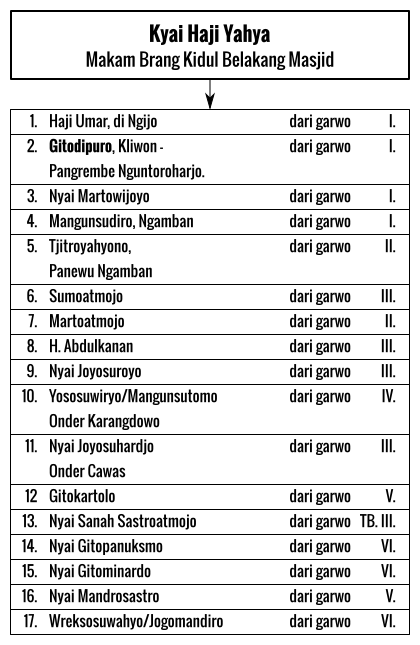 Kyai Haji Yahya
Makam Brang Kidul Belakang Masjid
1. Haji Umar, di Ngijo dari garwo I.
2. Gitodipuro, Kliwon - dari garwo I.
Pangrembe Nguntoroharjo.
3. Nyai Martowijoyo dari garwo I.
4. Mangunsudiro, Ngamban dari garwo I.
5. Tjitroyahyono, dari garwo II.
Panewu Ngamban
6. Sumoatmojo dari garwo III.
7. Martoatmojo dari garwo II.
8. H. Abdulkanan dari garwo III.
9. Nyai Joyosuroyo dari garwo III.
10. Yososuwiryo/Mangunsutomo dari garwo IV.
Onder Karangdowo
11. Nyai Joyosuhardjo dari garwo III.
Onder Cawas
12 Gitokartolo dari garwo V.
13. Nyai Sanah Sastroatmojo dari garwo TB. III.
14. Nyai Gitopanuksmo dari garwo VI.
15. Nyai Gitominardo dari garwo VI.
16. Nyai Mandrosastro dari garwo V.
17. Wreksosuwahyo/Jogomandiro dari garwo VI.